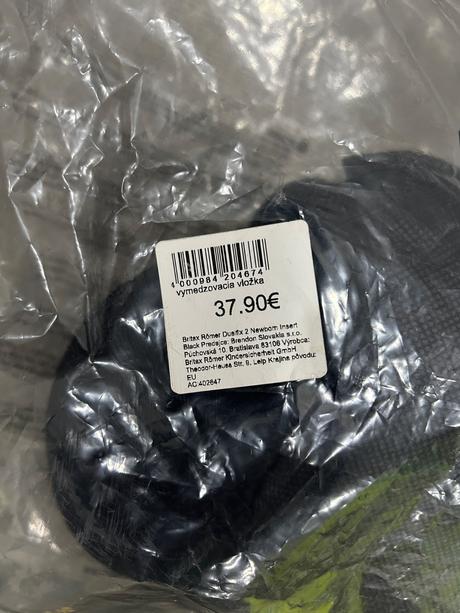 4 000984 204674
vymedzovacia vložka
37.90€
Britax Römer Dualfix 2 Newborn Insert
Black Predajca: Brendon Slovakia s.r.o.
Púchovská 10, Bratislava 83106 Výrobca:
Britax Römer Kindersicherheit GmbH
Theodor-Heuss Str. 9, Leip Krajina pôvodu:
EU
AC:402647